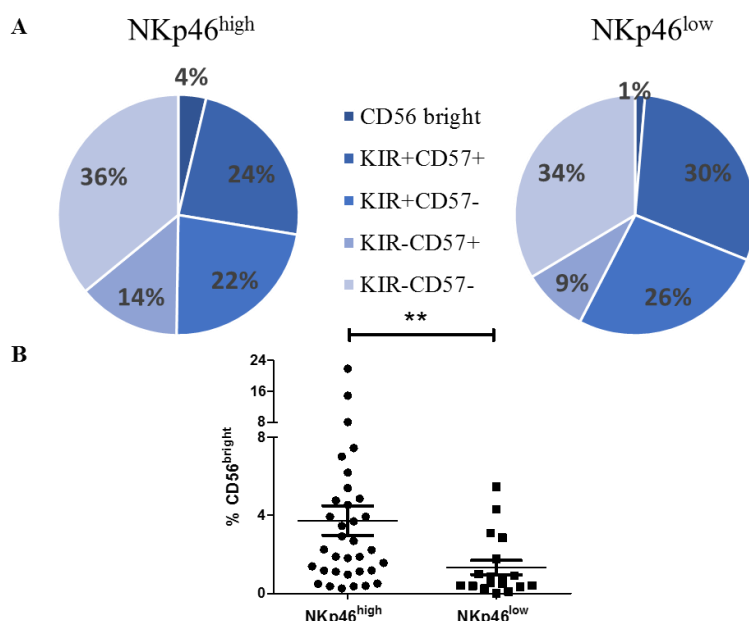 A
NKp46high
NKp46low
4%
24%
22%
14%
36%
CD56 bright
KIR+CD57+
KIR+CD57-
KIR-CD57+
KIR-CD57-
1%
30%
26%
9%
34%
B
**
% CD56bright
24
16
8
8
4
0
NKp46high
NKp46low